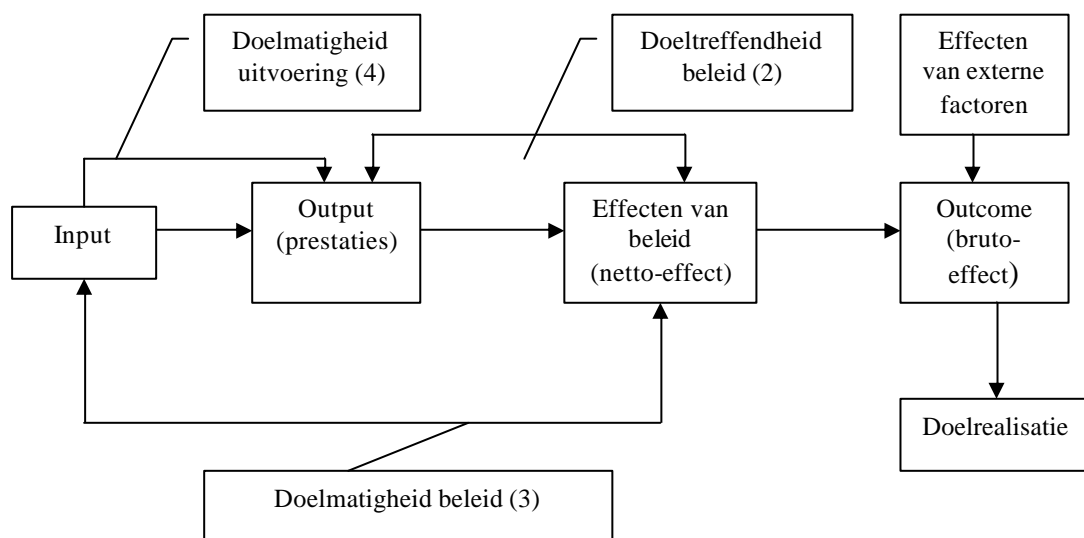 Doelmatigheid
uitvoering (4)
Doeltreffendheid
beleid (2)
Effecten
van externe
factoren
Input
Output
(prestaties)
Effecten van
beleid
(netto-effect)
Outcome
(bruto-
effect)
Doelrealisatie
Doelmatigheid beleid (3)